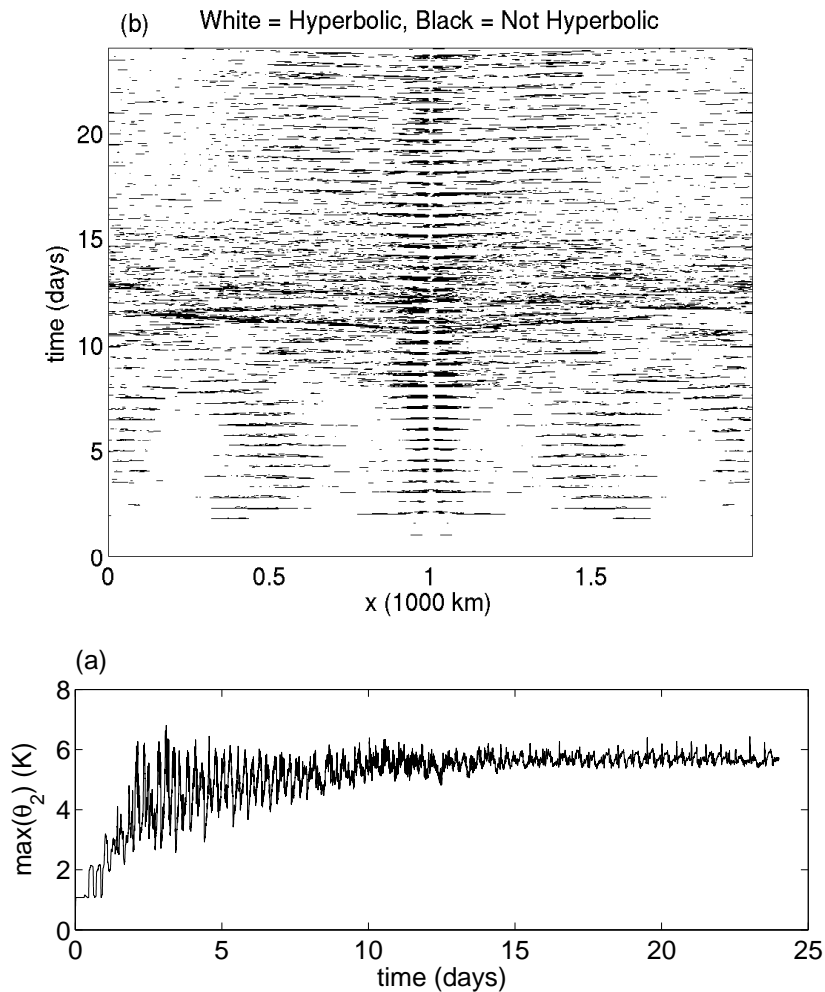 (b) White = Hyperbolic, Black = Not Hyperbolic
20
15
10
5
0
time (days)
0 0.5 1 1.5
x (1000 km)
(a)
8
6
4
2
0
max(θ₂) (K)
0 5 10 15 20 25
time (days)